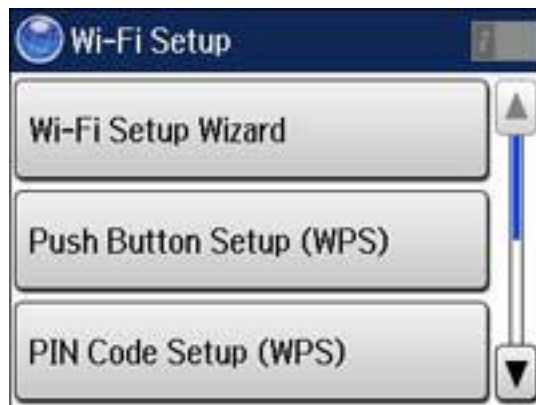 Wi-Fi Setup
Wi-Fi Setup Wizard
Push Button Setup (WPS)
PIN Code Setup (WPS)